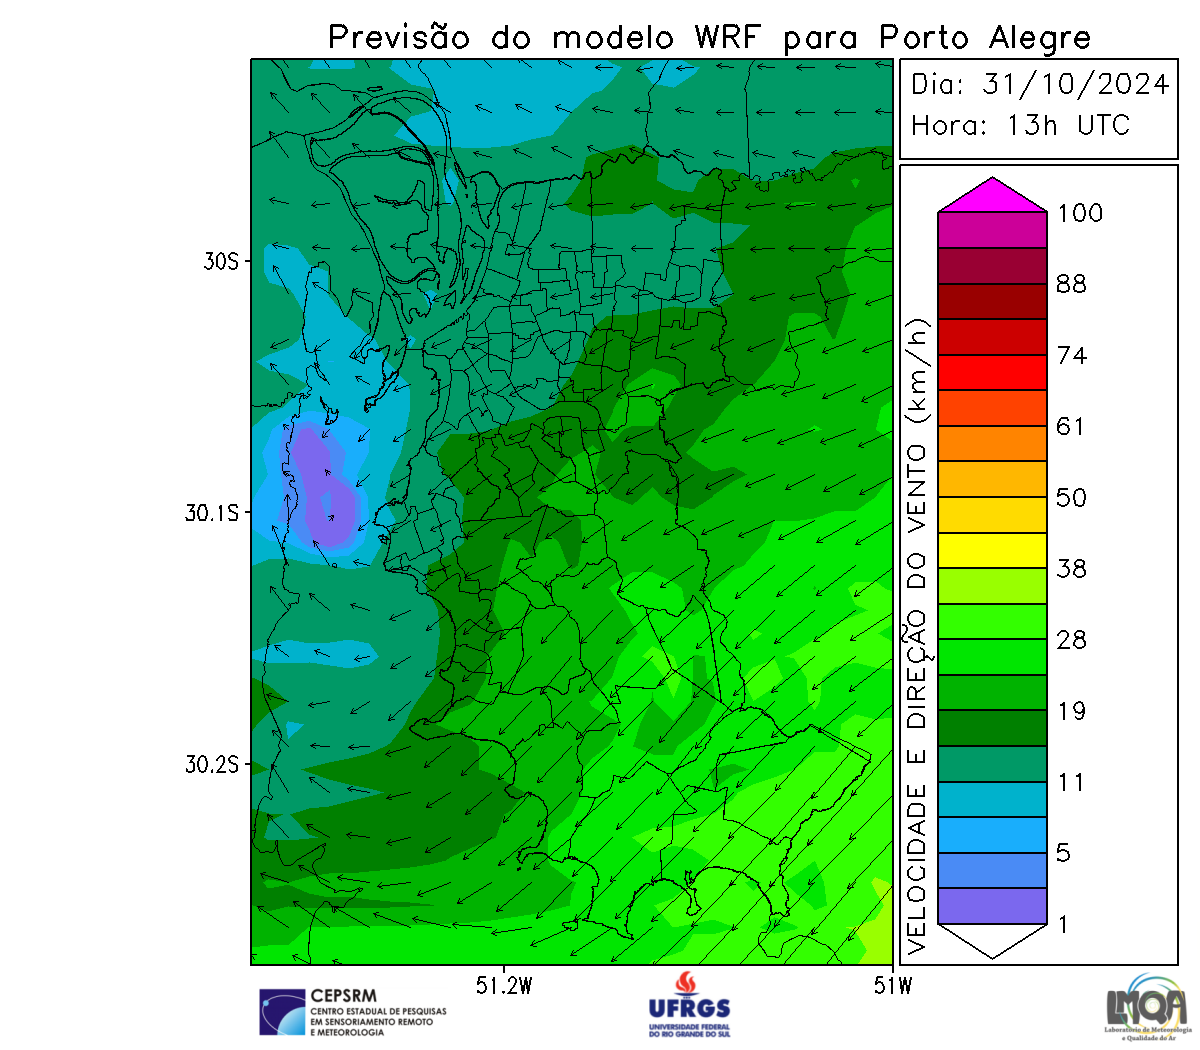 Previsão do modelo WRF para Porto Alegre
Dia: 31/10/2024
Hora: 13h UTC
100
88
74
61
50
38
28
19
11
5
1
VELOCIDADE E DIREÇÃO DO VENTO (km/h)
30S
30.1S
30.2S
51.2W
51W
CEPSRM
CENTRO ESTADUAL DE PESQUISAS
EM SENSORIAMENTO REMOTO
E METEOROLOGIA
UFRGS
UNIVERSIDADE FEDERAL
DO RIO GRANDE DO SUL
LMQA
Laboratório de Meteorologia
e Qualidade do Ar